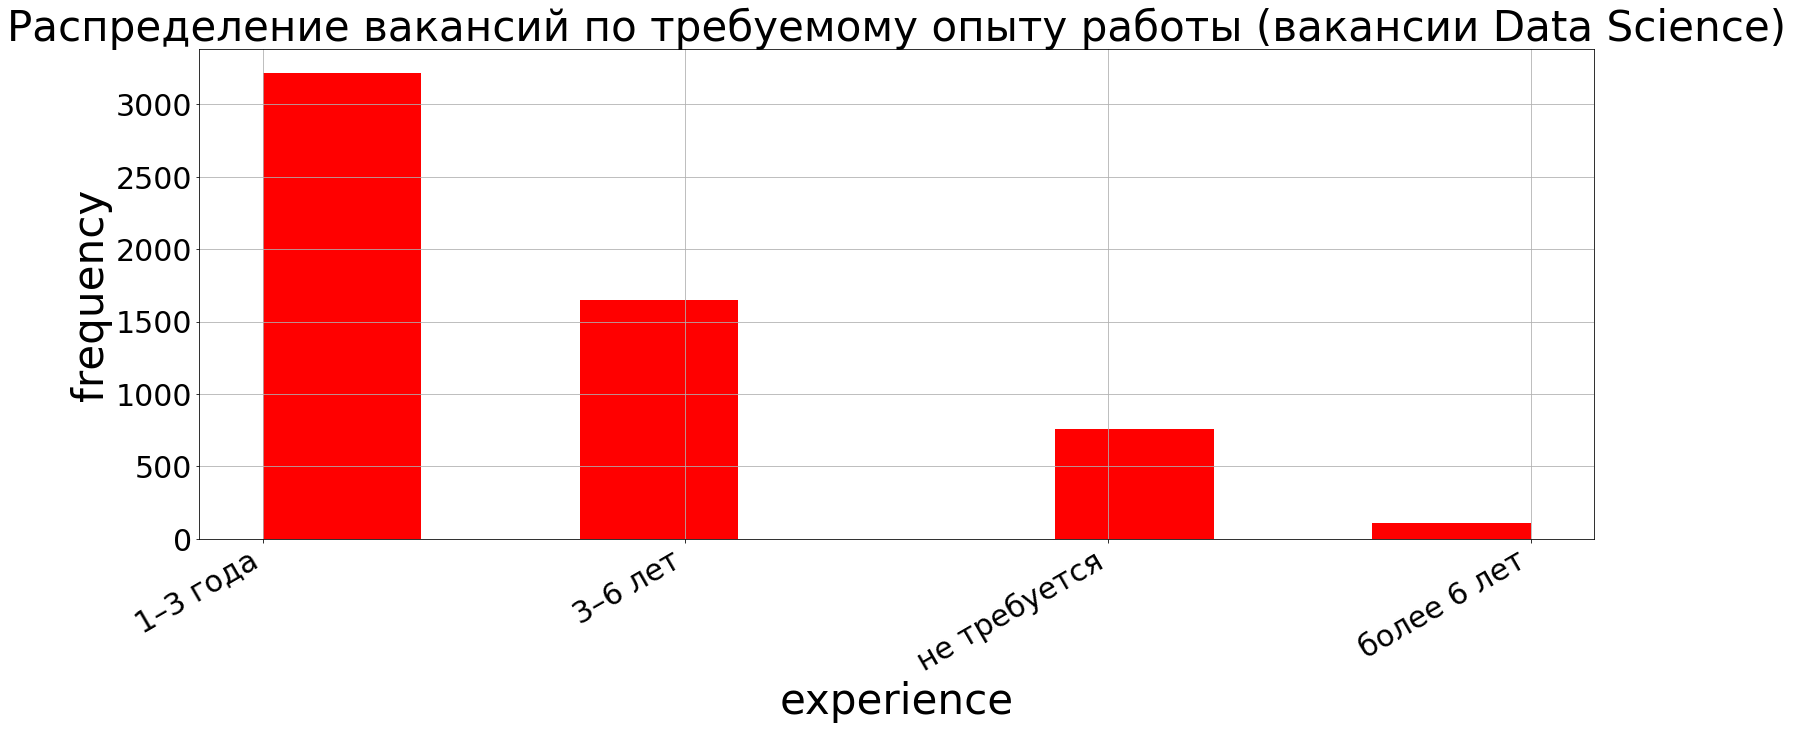 Распределение вакансий по требуемому опыту работы (вакансии Data Science)
3000
2500
2000
1500
1000
500
0
frequency
1–3 года
3–6 лет
не требуется
более 6 лет
experience